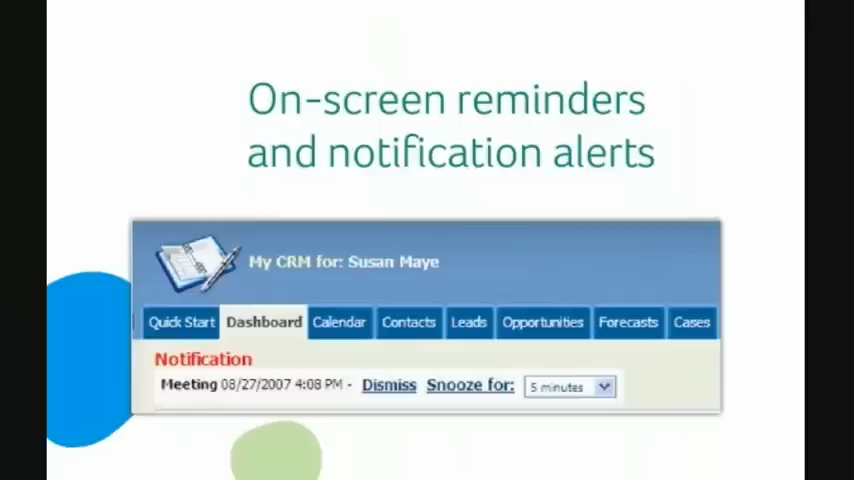 On-screen reminders
and notification alerts
My CRM for: Susan Maye
Quick Start Dashboard Calendar Contacts Leads Opportunities Forecasts Cases
Notification
Meeting 08/27/2007 4:08 PM - Dismiss Snooze for: 5 minutes